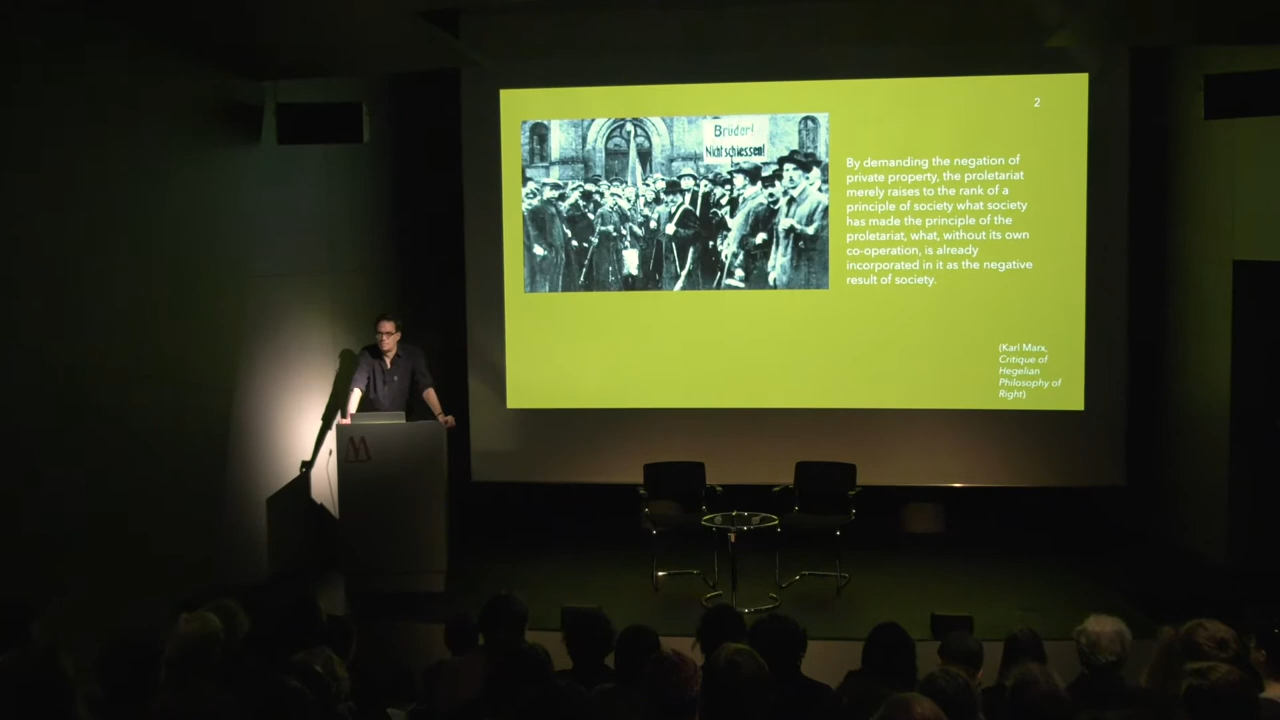 2
Brüder!
Nicht schiessen!
By demanding the negation of
private property, the proletariat
merely raises to the rank of a
principle of society what society
has made the principle of the
proletariat, what, without its own
co-operation, is already
incorporated in it as the negative
result of society.
(Karl Marx,
Critique of
Hegelian
Philosophy of
Right)
M